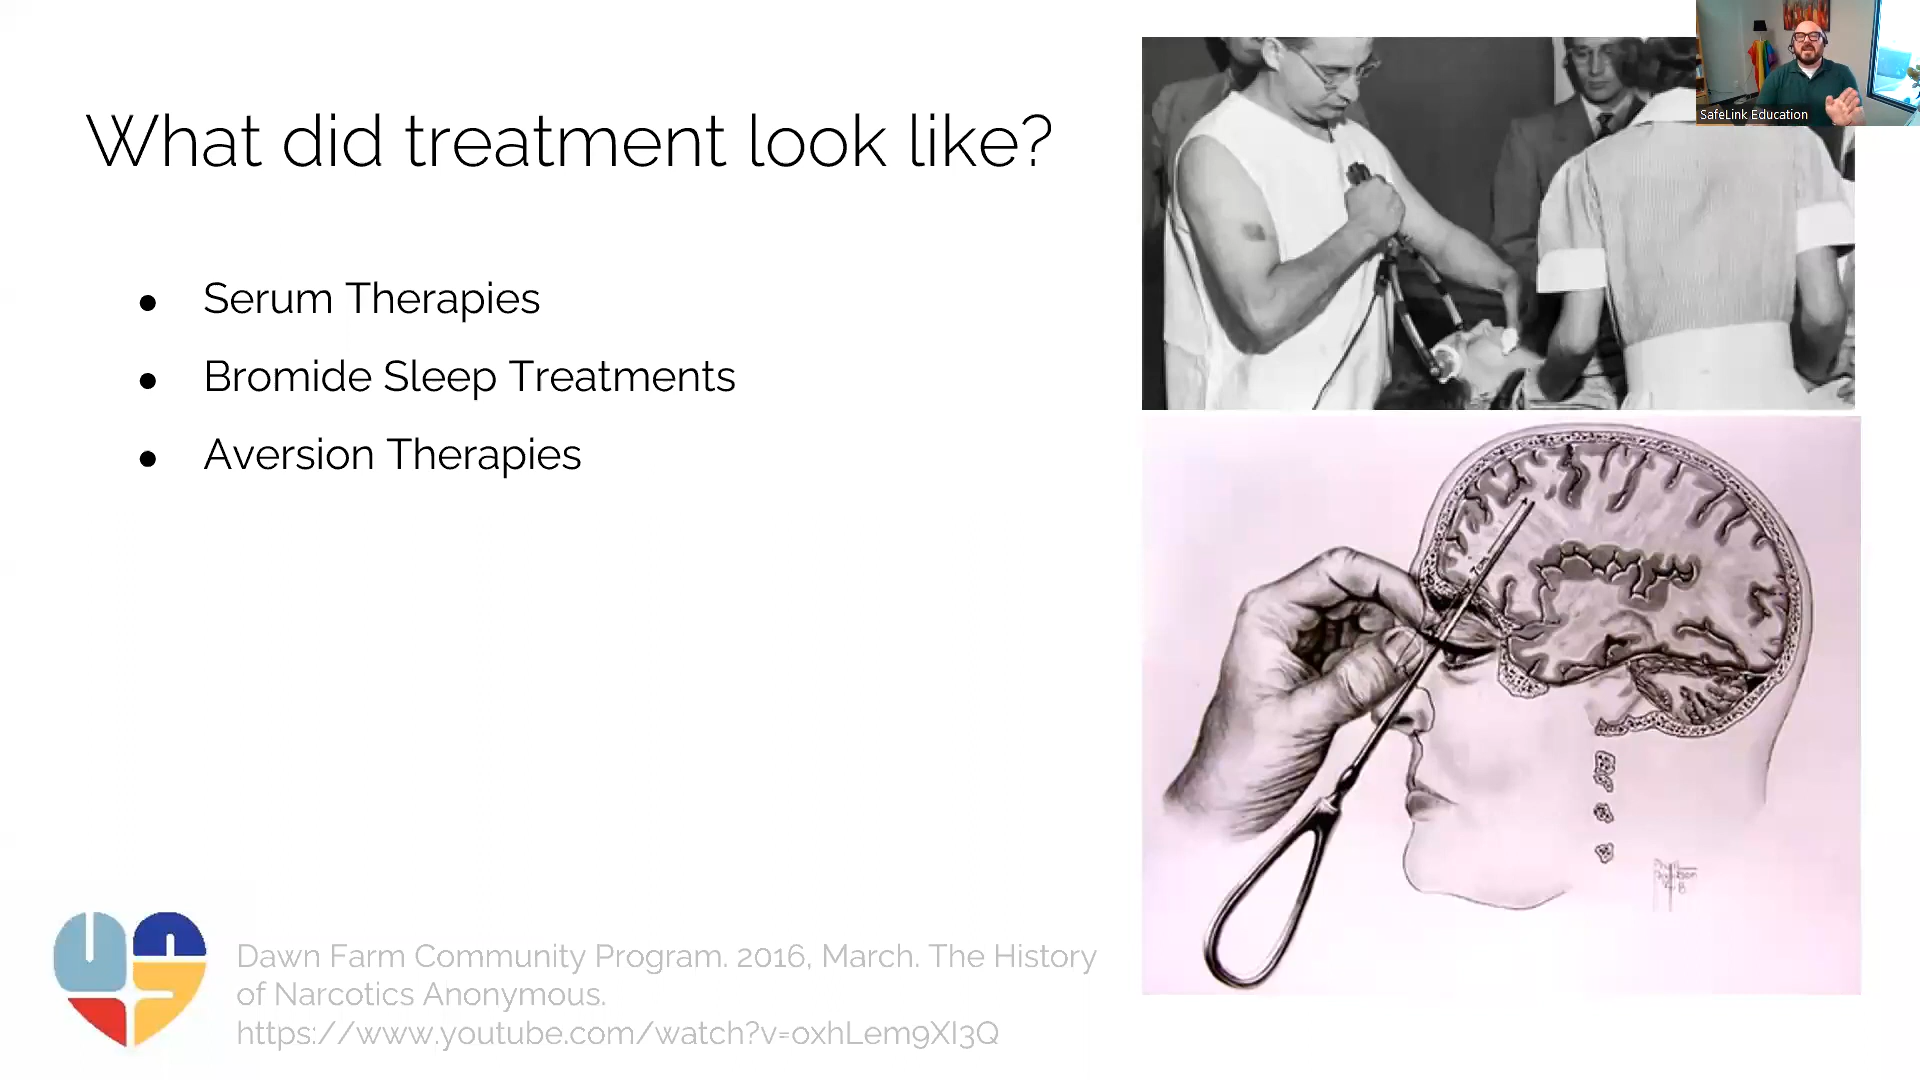 What did treatment look like?
● Serum Therapies
● Bromide Sleep Treatments
● Aversion Therapies
SafeLink Education
Dawn Farm Community Program. 2016, March. The History
of Narcotics Anonymous.
https://www.youtube.com/watch?v=oxhLem9XI3Q